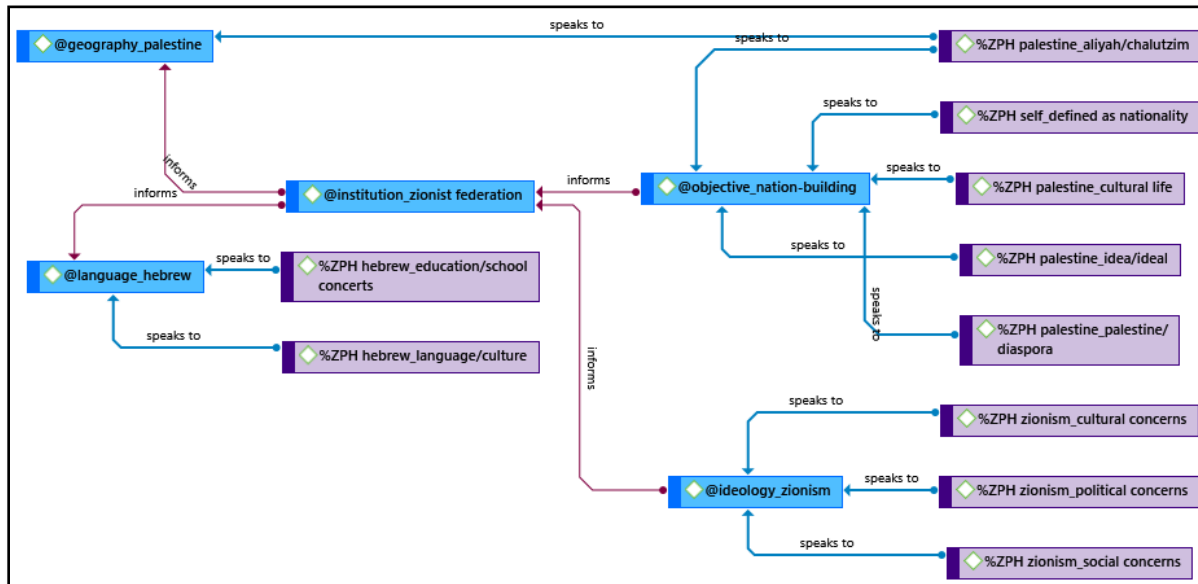 speaks to
@geography_palestine
speaks to
%ZPH palestine_aliyah/chalutzim
speaks to
%ZPH self_defined as nationality
informs
informs
@institution_zionist federation
informs
@objective_nation-building
speaks to
%ZPH palestine_cultural life
@language_hebrew
speaks to
%ZPH hebrew_education/school
concerts
speaks to
%ZPH palestine_idea/ideal
speaks to
%ZPH hebrew_language/culture
informs
speaks to
%ZPH palestine_palestine/
diaspora
speaks to
%ZPH zionism_cultural concerns
@ideology_zionism
speaks to
%ZPH zionism_political concerns
speaks to
%ZPH zionism_social concerns